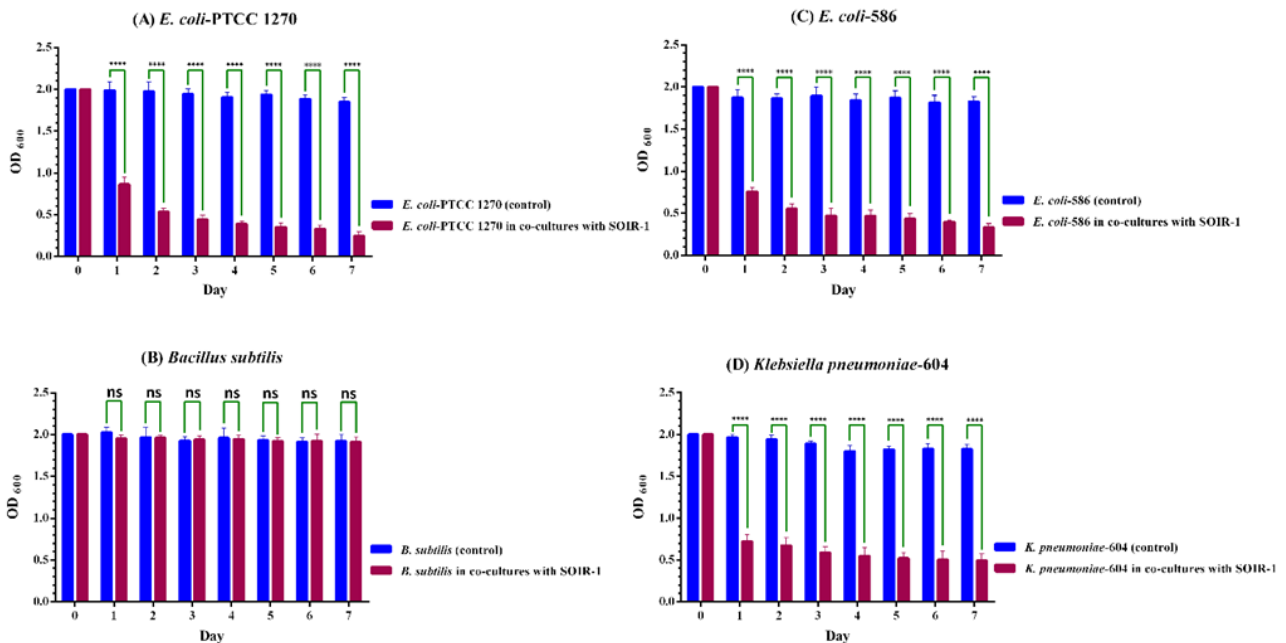 (A) E. coli-PTCC 1270
2.5
2.0
1.5
1.0
0.5
0.0
OD 600
**** **** **** **** **** **** ****
0 1 2 3 4 5 6 7
Day
E. coli-PTCC 1270 (control)
E. coli-PTCC 1270 in co-cultures with SOIR-1
(C) E. coli-586
2.5
2.0
1.5
1.0
0.5
0.0
OD 600
**** **** **** **** **** **** ****
0 1 2 3 4 5 6 7
Day
E. coli-586 (control)
E. coli-586 in co-cultures with SOIR-1
(B) Bacillus subtilis
2.5
2.0
1.5
1.0
0.5
0.0
OD 600
ns ns ns ns ns ns ns
0 1 2 3 4 5 6 7
Day
B. subtilis (control)
B. subtilis in co-cultures with SOIR-1
(D) Klebsiella pneumoniae-604
2.5
2.0
1.5
1.0
0.5
0.0
OD 600
**** **** **** **** **** **** ****
0 1 2 3 4 5 6 7
Day
K. pneumoniae-604 (control)
K. pneumoniae-604 in co-cultures with SOIR-1